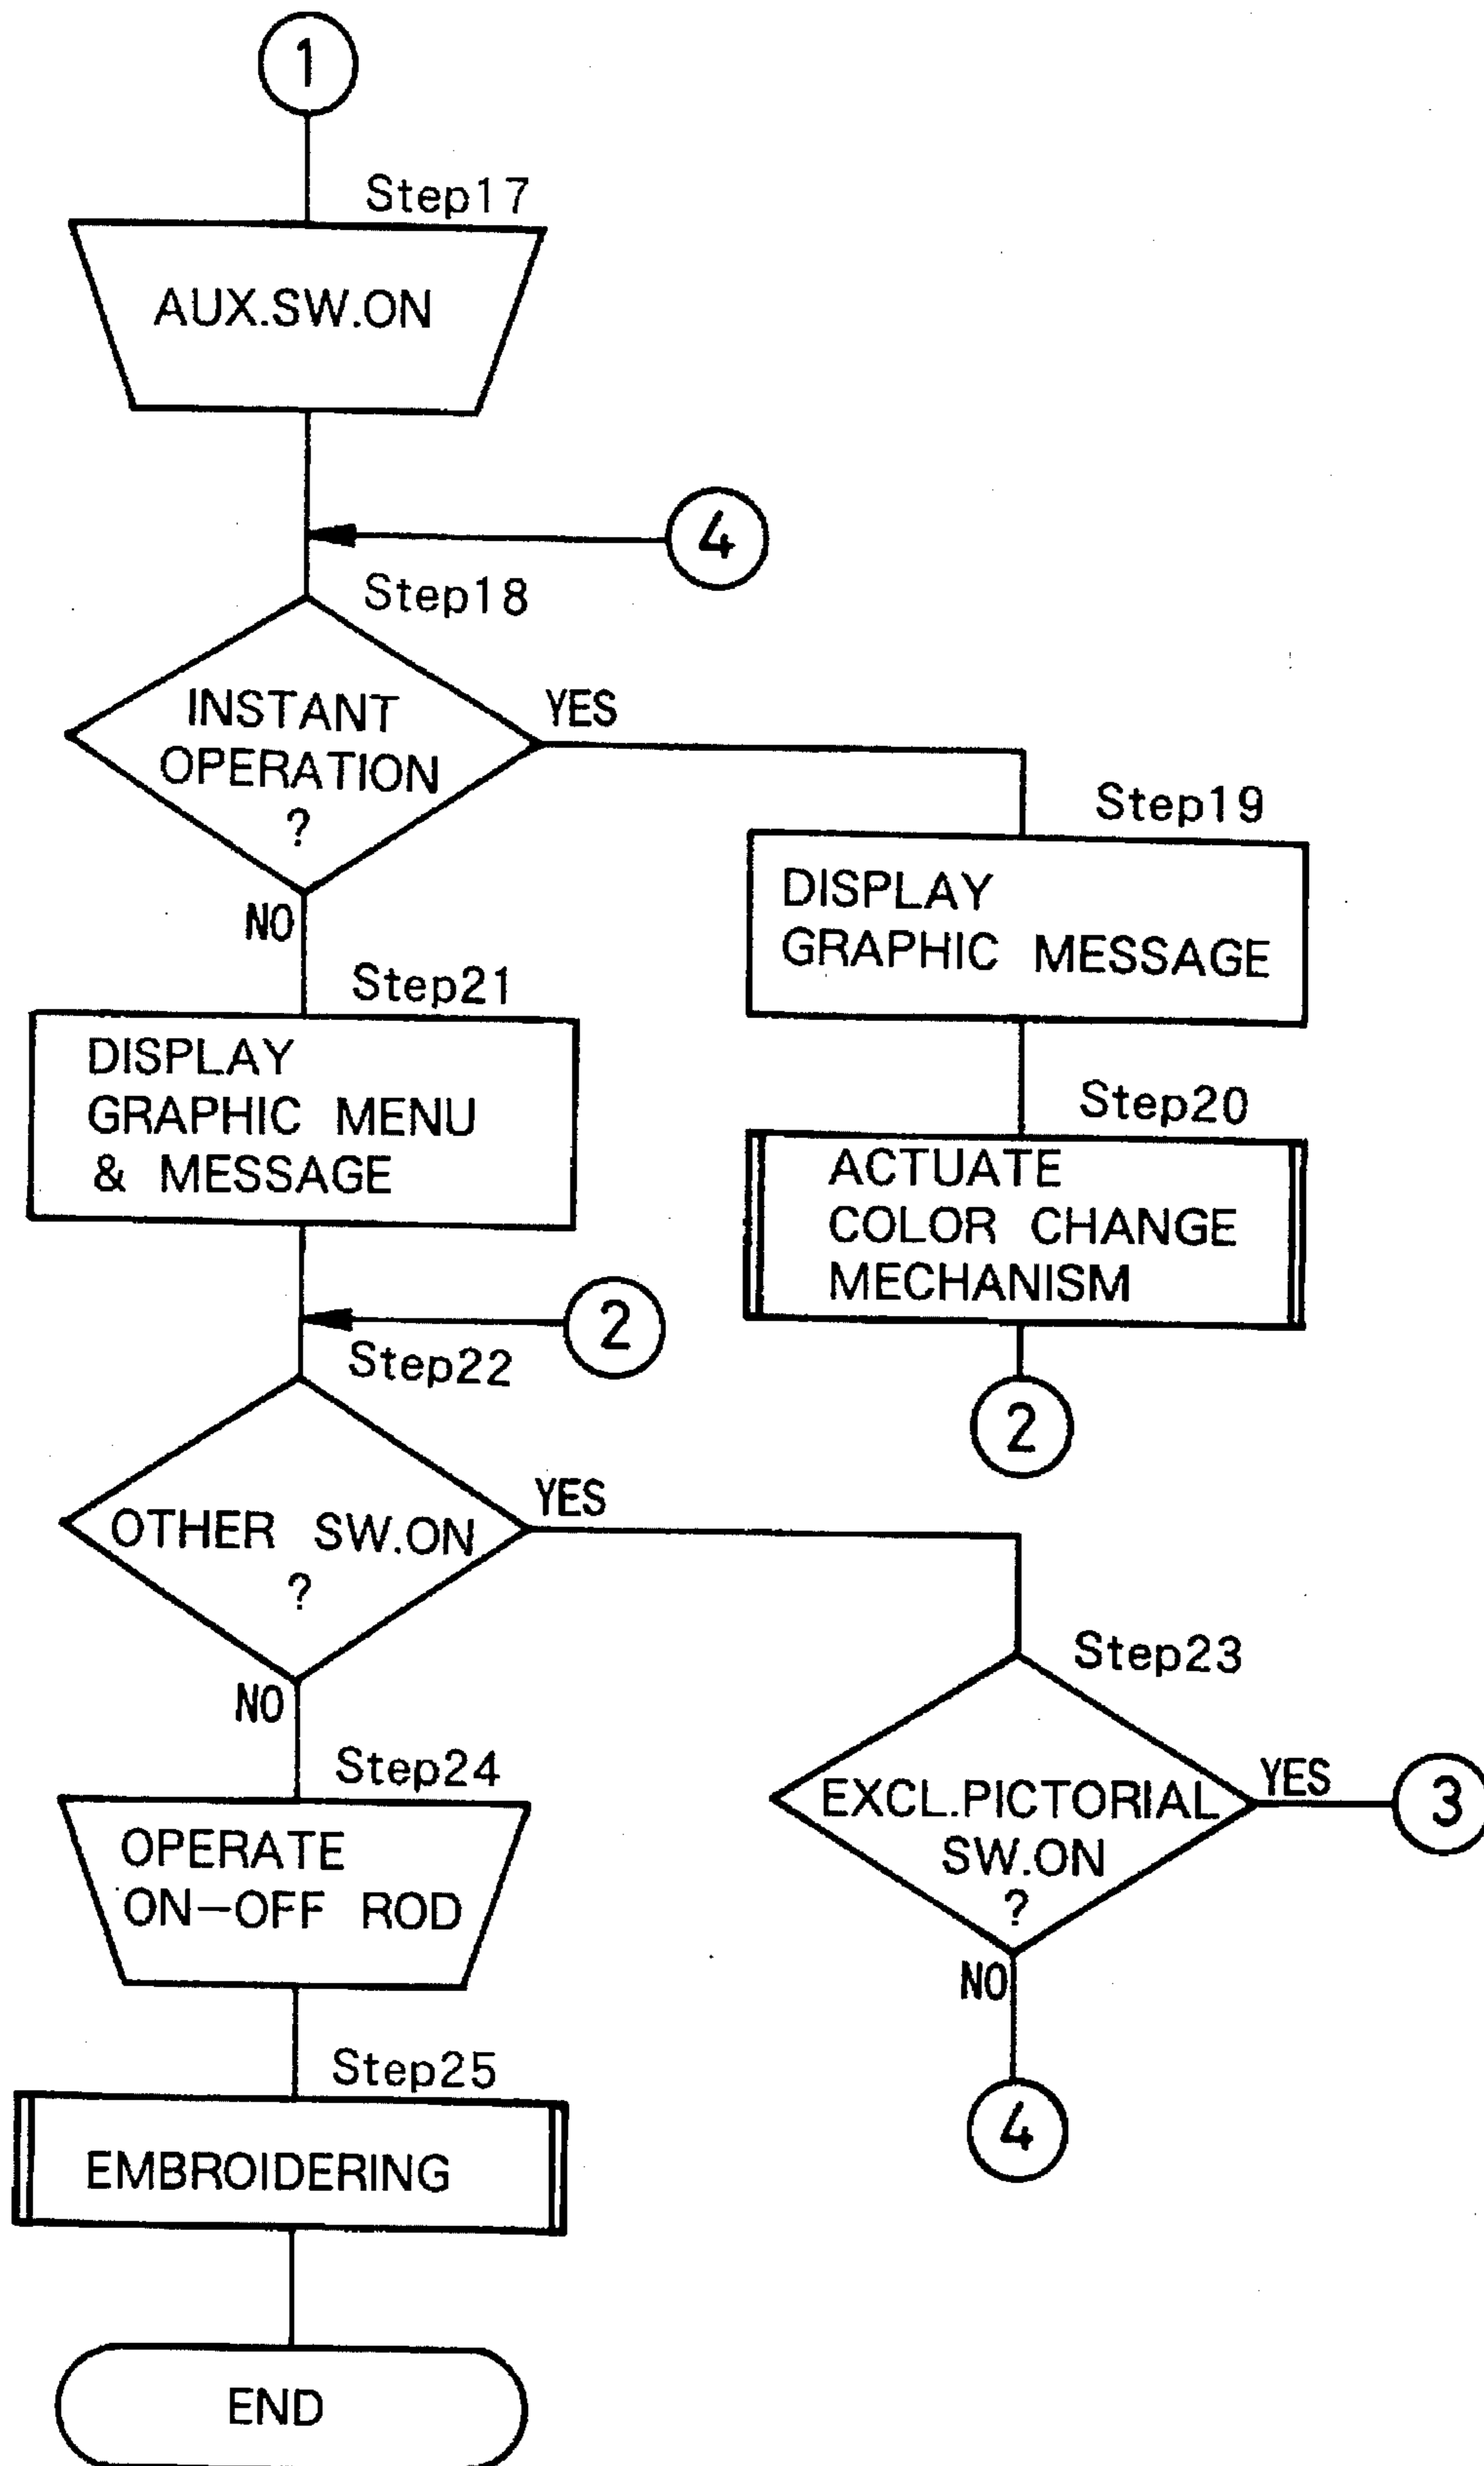 1
Step17
AUX.SW.ON
4
Step18
INSTANT
OPERATION
?
YES
NO
Step19
DISPLAY
GRAPHIC MESSAGE
Step20
ACTUATE
COLOR CHANGE
MECHANISM
2
Step21
DISPLAY
GRAPHIC MENU
& MESSAGE
2
Step22
OTHER SW.ON
?
YES
NO
Step23
EXCL.PICTORIAL
SW.ON
?
YES
3
NO
4
Step24
OPERATE
ON-OFF ROD
Step25
EMBROIDERING
END